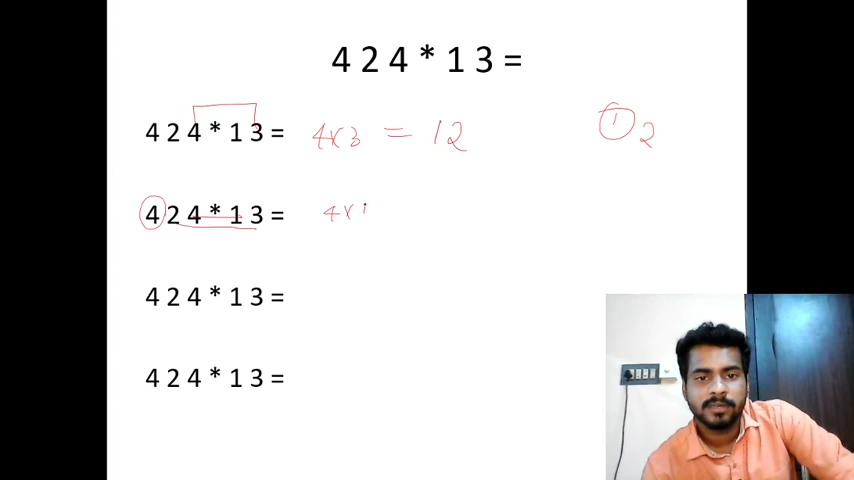 4 2 4 * 1 3 =
4 2 4 * 1 3 = 4x3 = 12 1 2
4 2 4 * 1 3 = 4x1
4 2 4 * 1 3 =
4 2 4 * 1 3 =